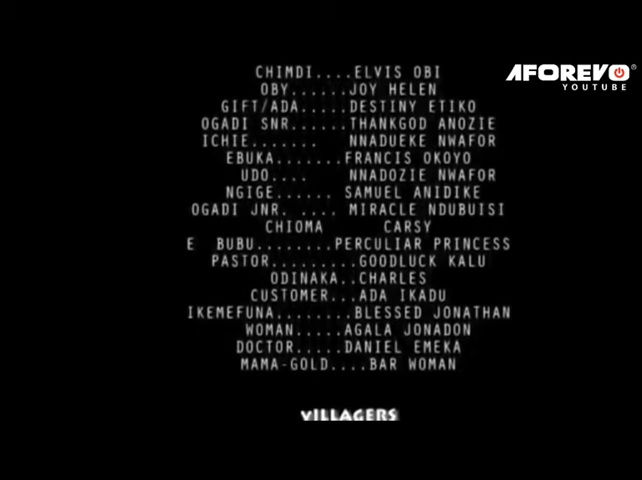 AFOREVO
YOUTUBE
CHIMDI....ELVIS OBI
OBY......JOY HELEN
GIFT/ADA.....DESTINY ETIKO
OGADI SNR......THANKGOD ANOZIE
ICHIE....... NNADUEKE NWAFOR
EBUKA.......FRANCIS OKOYO
UDO.... NNADOZIE NWAFOR
NGIGE...... SAMUEL ANIDIKE
OGADI JNR. .... MIRACLE NDUBUISI
CHIOMA CARSY
E BUBU........PERCULIAR PRINCESS
PASTOR.........GOODLUCK KALU
ODINAKA..CHARLES
CUSTOMER...ADA IKADU
IKEMEFUNA........BLESSED JONATHAN
WOMAN.....AGALA JONADON
DOCTOR.....DANIEL EMEKA
MAMA-GOLD....BAR WOMAN
VILLAGERS